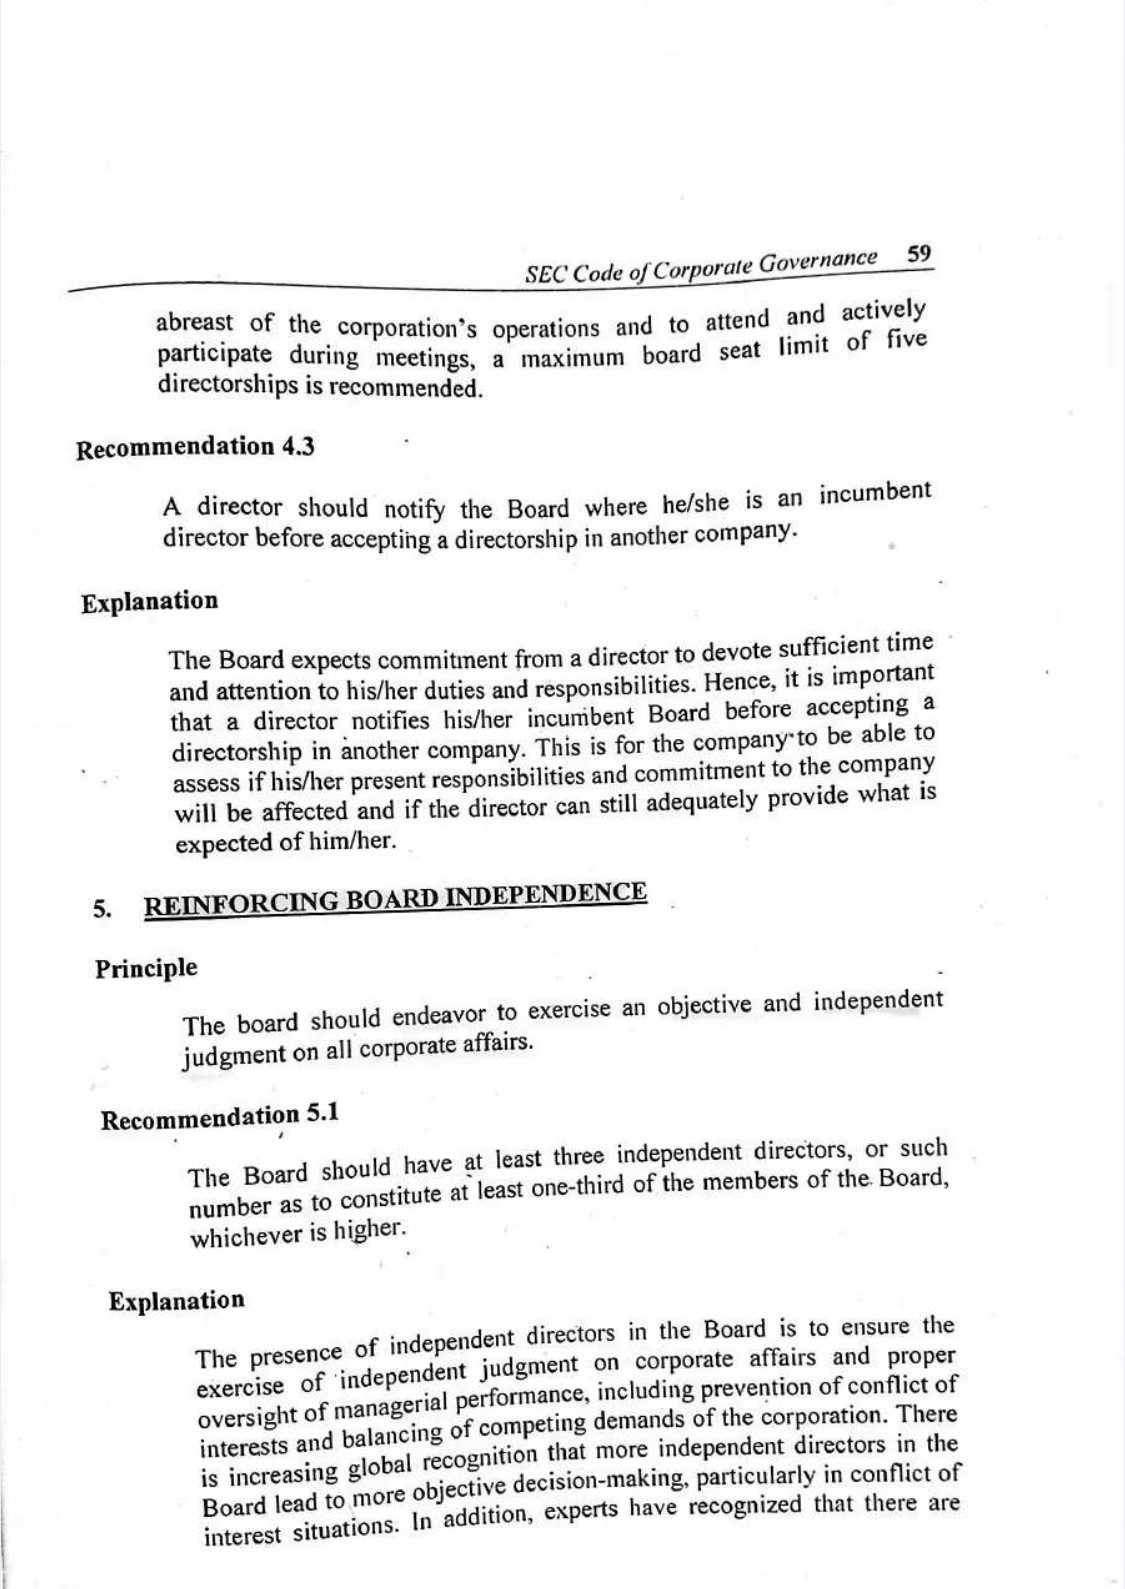 SEC Code of Corporate Governance 59
abreast of the corporation's operations and to attend and actively
participate during meetings, a maximum board seat limit of five
directorships is recommended.
Recommendation 4.3
A director should notify the Board where he/she is an incumbent
director before accepting a directorship in another company.
Explanation
The Board expects commitment from a director to devote sufficient time
and attention to his/her duties and responsibilities. Hence, it is important
that a director notifies his/her incumbent Board before accepting a
directorship in another company. This is for the company to be able to
assess if his/her present responsibilities and commitment to the company
will be affected and if the director can still adequately provide what is
expected of him/her.
5. REINFORCING BOARD INDEPENDENCE
Principle
The board should endeavor to exercise an objective and independent
judgment on all corporate affairs.
Recommendation 5.1
The Board should have at least three independent directors, or such
number as to constitute at least one-third of the members of the Board,
whichever is higher.
Explanation
The presence of independent directors in the Board is to ensure the
exercise of independent judgment on corporate affairs and proper
oversight of managerial performance, including prevention of conflict of
interests and balancing of competing demands of the corporation. There
is increasing global recognition that more independent directors in the
Board lead to more objective decision-making, particularly in conflict of
interest situations. In addition, experts have recognized that there are